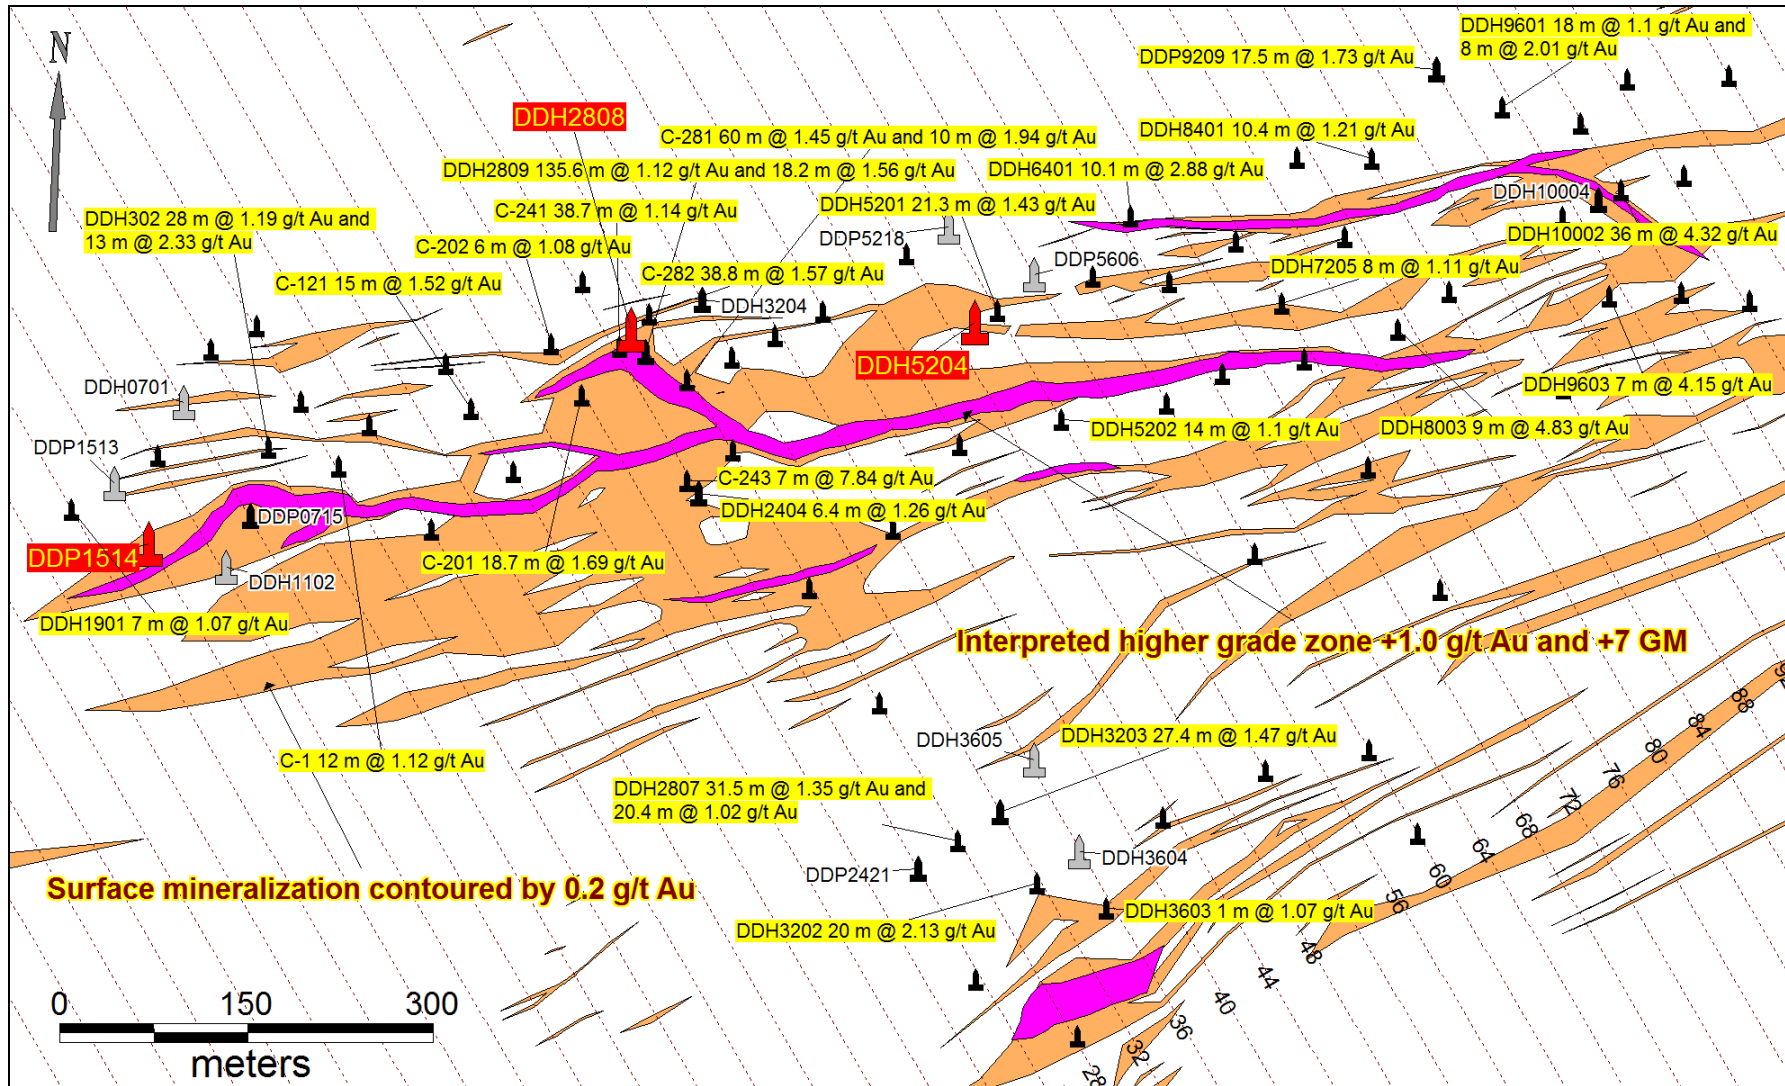 DDH9601 18 m @ 1.1 g/t Au and
8 m @ 2.01 g/t Au
N
DDP9209 17.5 m @ 1.73 g/t Au
DDH2808
C-281 60 m @ 1.45 g/t Au and 10 m @ 1.94 g/t Au
DDH8401 10.4 m @ 1.21 g/t Au
DDH2809 135.6 m @ 1.12 g/t Au and 18.2 m @ 1.56 g/t Au
DDH6401 10.1 m @ 2.88 g/t Au
DDH10004
DDH302 28 m @ 1.19 g/t Au and
13 m @ 2.33 g/t Au
C-241 38.7 m @ 1.14 g/t Au
DDH5201 21.3 m @ 1.43 g/t Au
C-202 6 m @ 1.08 g/t Au
DDP5218
DDH10002 36 m @ 4.32 g/t Au
C-121 15 m @ 1.52 g/t Au
C-282 38.8 m @ 1.57 g/t Au
DDP5606
DDH7205 8 m @ 1.11 g/t Au
DDH3204
DDH5204
DDH0701
DDH9603 7 m @ 4.15 g/t Au
DDH5202 14 m @ 1.1 g/t Au
DDH8003 9 m @ 4.83 g/t Au
DDP1513
C-243 7 m @ 7.84 g/t Au
DDH2404 6.4 m @ 1.26 g/t Au
DDP0715
DDP1514
C-201 18.7 m @ 1.69 g/t Au
DDH1102
DDH1901 7 m @ 1.07 g/t Au
Interpreted higher grade zone +1.0 g/t Au and +7 GM
DDH3605
DDH3203 27.4 m @ 1.47 g/t Au
C-1 12 m @ 1.12 g/t Au
DDH2807 31.5 m @ 1.35 g/t Au and
20.4 m @ 1.02 g/t Au
DDH3604
DDP2421
Surface mineralization contoured by 0.2 g/t Au
DDH3603 1 m @ 1.07 g/t Au
DDH3202 20 m @ 2.13 g/t Au
88
84
80
76
72
68
64
60
56
48
44
40
36
32
28
0 150 300
meters